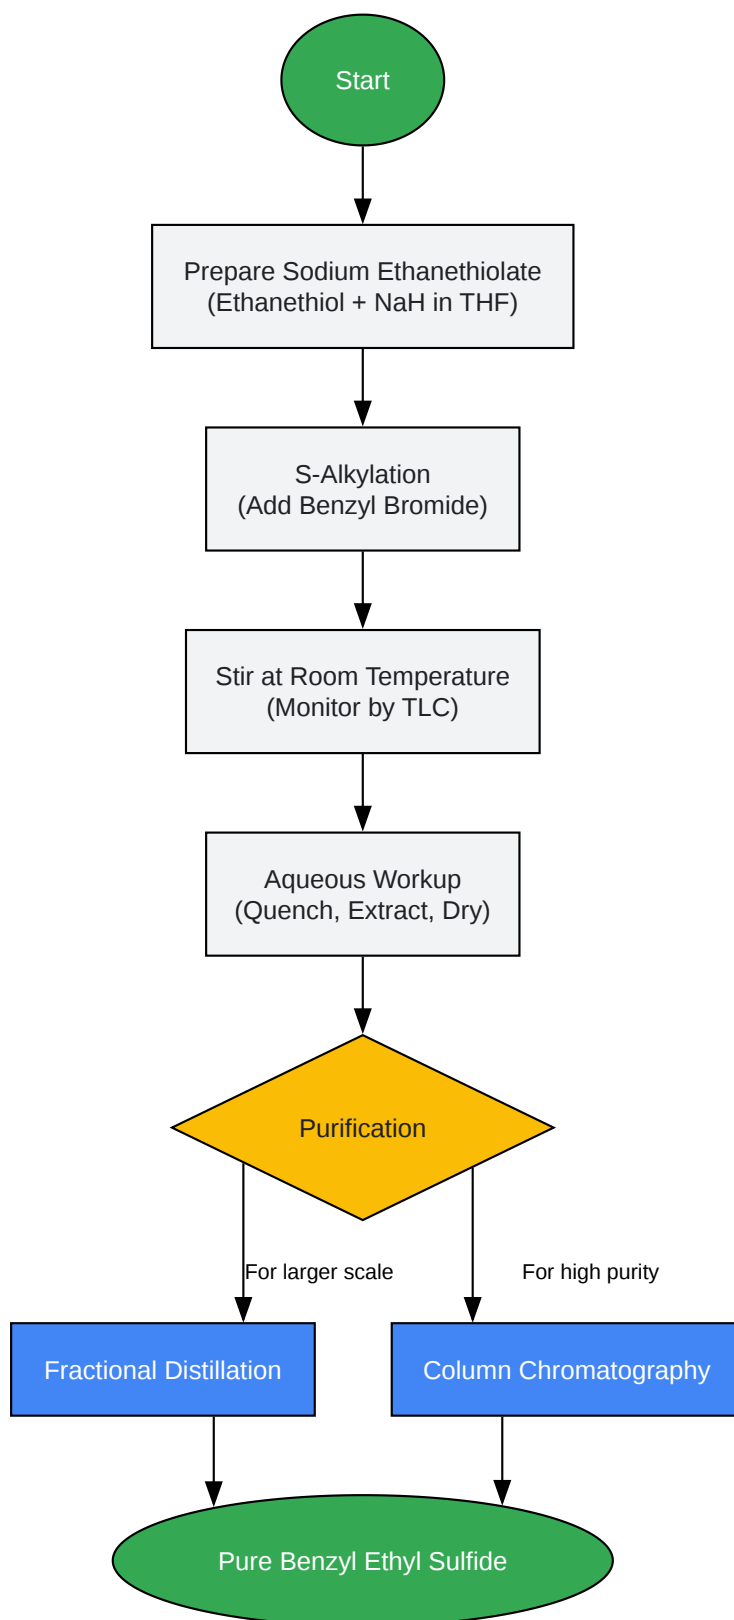 Start
Prepare Sodium Ethanethiolate
(Ethanethiol + NaH in THF)
S-Alkylation
(Add Benzyl Bromide)
Stir at Room Temperature
(Monitor by TLC)
Aqueous Workup
(Quench, Extract, Dry)
Purification
For larger scale
For high purity
Fractional Distillation
Column Chromatography
Pure Benzyl Ethyl Sulfide